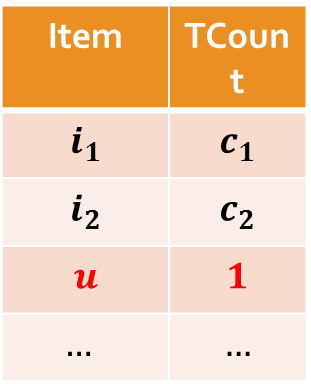 Item TCoun
t
i₁ c₁
i₂ c₂
u 1
... ...